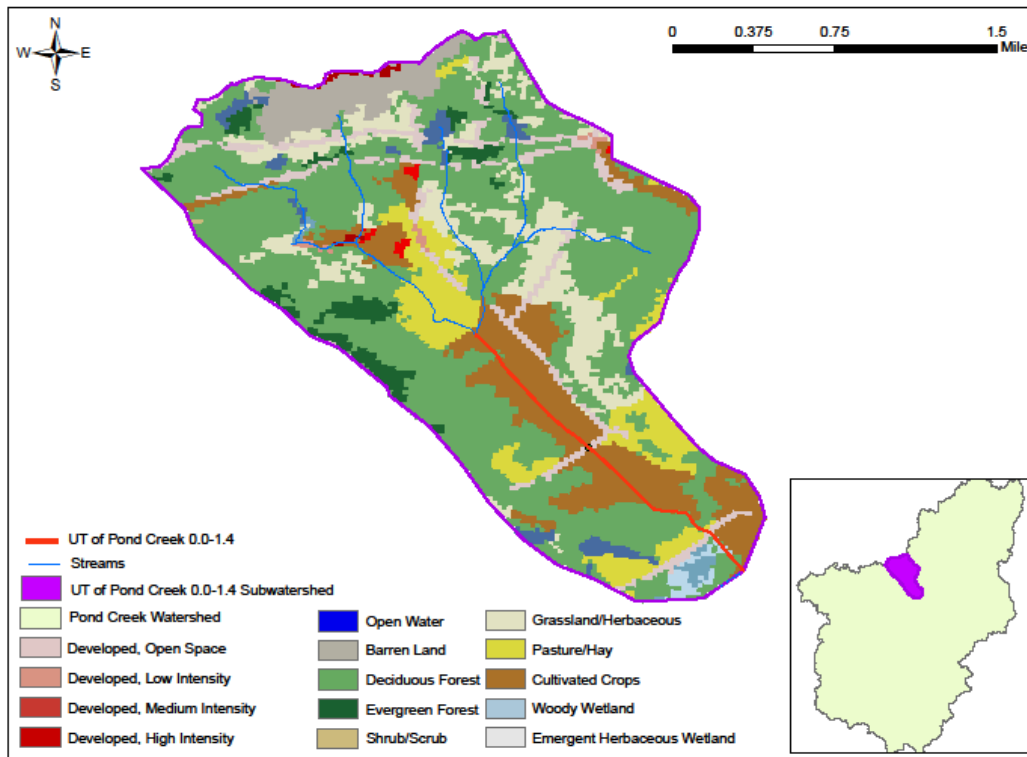 N
W E
S
0 0.375 0.75 1.5
Mile
UT of Pond Creek 0.0-1.4
Streams
UT of Pond Creek 0.0-1.4 Subwatershed
Pond Creek Watershed
Developed, Open Space
Developed, Low Intensity
Developed, Medium Intensity
Developed, High Intensity
Open Water
Barren Land
Deciduous Forest
Evergreen Forest
Shrub/Scrub
Grassland/Herbaceous
Pasture/Hay
Cultivated Crops
Woody Wetland
Emergent Herbaceous Wetland